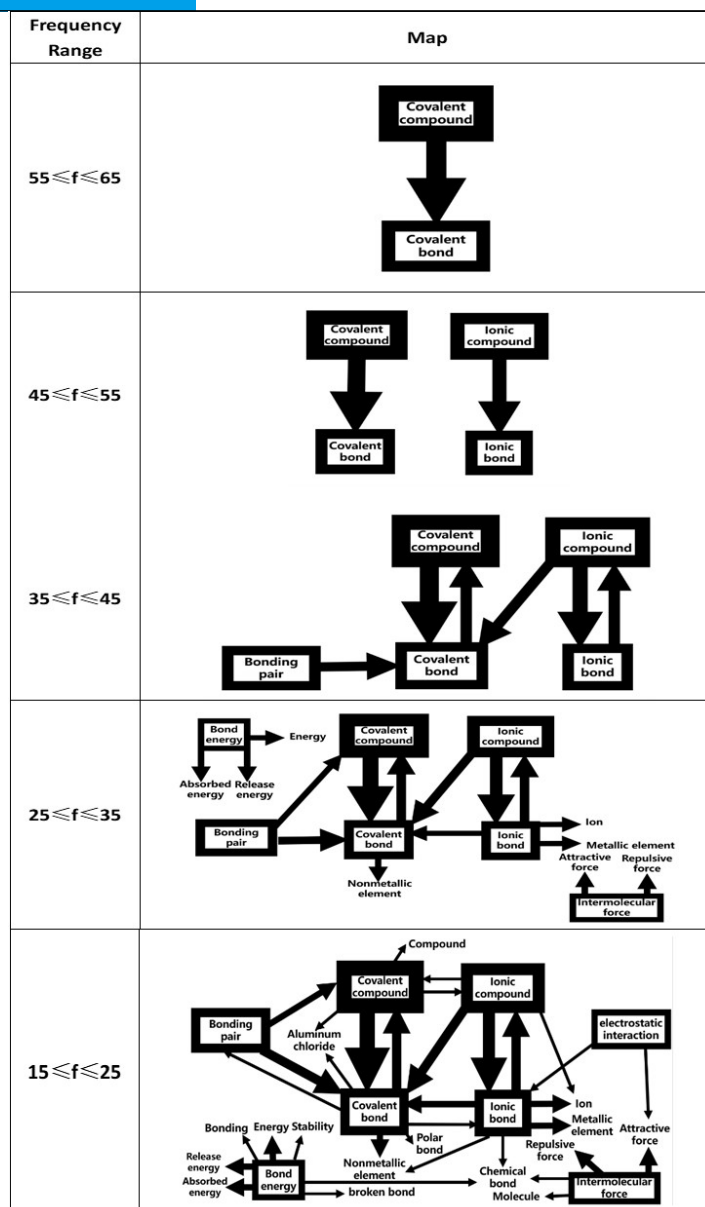 Frequency
Range
Map
55≤f≤65
Covalent
compound
Covalent
bond
45≤f≤55
Covalent
compound
Ionic
compound
Covalent
bond
Ionic
bond
35≤f≤45
Covalent
compound
Ionic
compound
Bonding
pair
Covalent
bond
Ionic
bond
25≤f≤35
Bond
energy
Energy
Absorbed
energy
Release
energy
Covalent
compound
Ionic
compound
Bonding
pair
Covalent
bond
Ionic
bond
Ion
Metallic element
Nonmetallic
element
Attractive
force
Repulsive
force
Intermolecular
force
15≤f≤25
Compound
Covalent
compound
Ionic
compound
Bonding
pair
electrostatic
interaction
Aluminum
chloride
Covalent
bond
Ionic
bond
Ion
Metallic
element
Attractive
force
Repulsive
force
Polar
bond
Nonmetallic
element
Bonding
Energy
Stability
Release
energy
Absorbed
energy
Bond
energy
broken bond
Chemical
bond
Molecule
Intermolecular
force